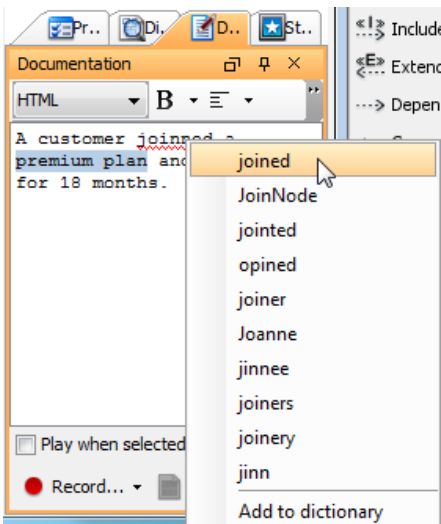 Pr.. Di. D.. St..
Documentation
HTML B
A customer joinned a
premium plan and
for 18 months.
joined
JoinNode
jointed
opined
joiner
Joanne
jinnee
joiners
joinery
jinn
Add to dictionary
Play when selected
Record...
Include
Extend
Depen